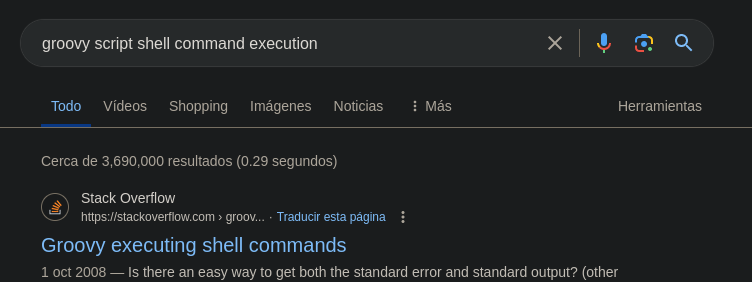 groovy script shell command execution
Todo Vídeos Shopping Imágenes Noticias Más Herramientas
Cerca de 3,690,000 resultados (0.29 segundos)
Stack Overflow
https://stackoverflow.com › groov... · Traducir esta página
Groovy executing shell commands
1 oct 2008 — Is there an easy way to get both the standard error and standard output? (other